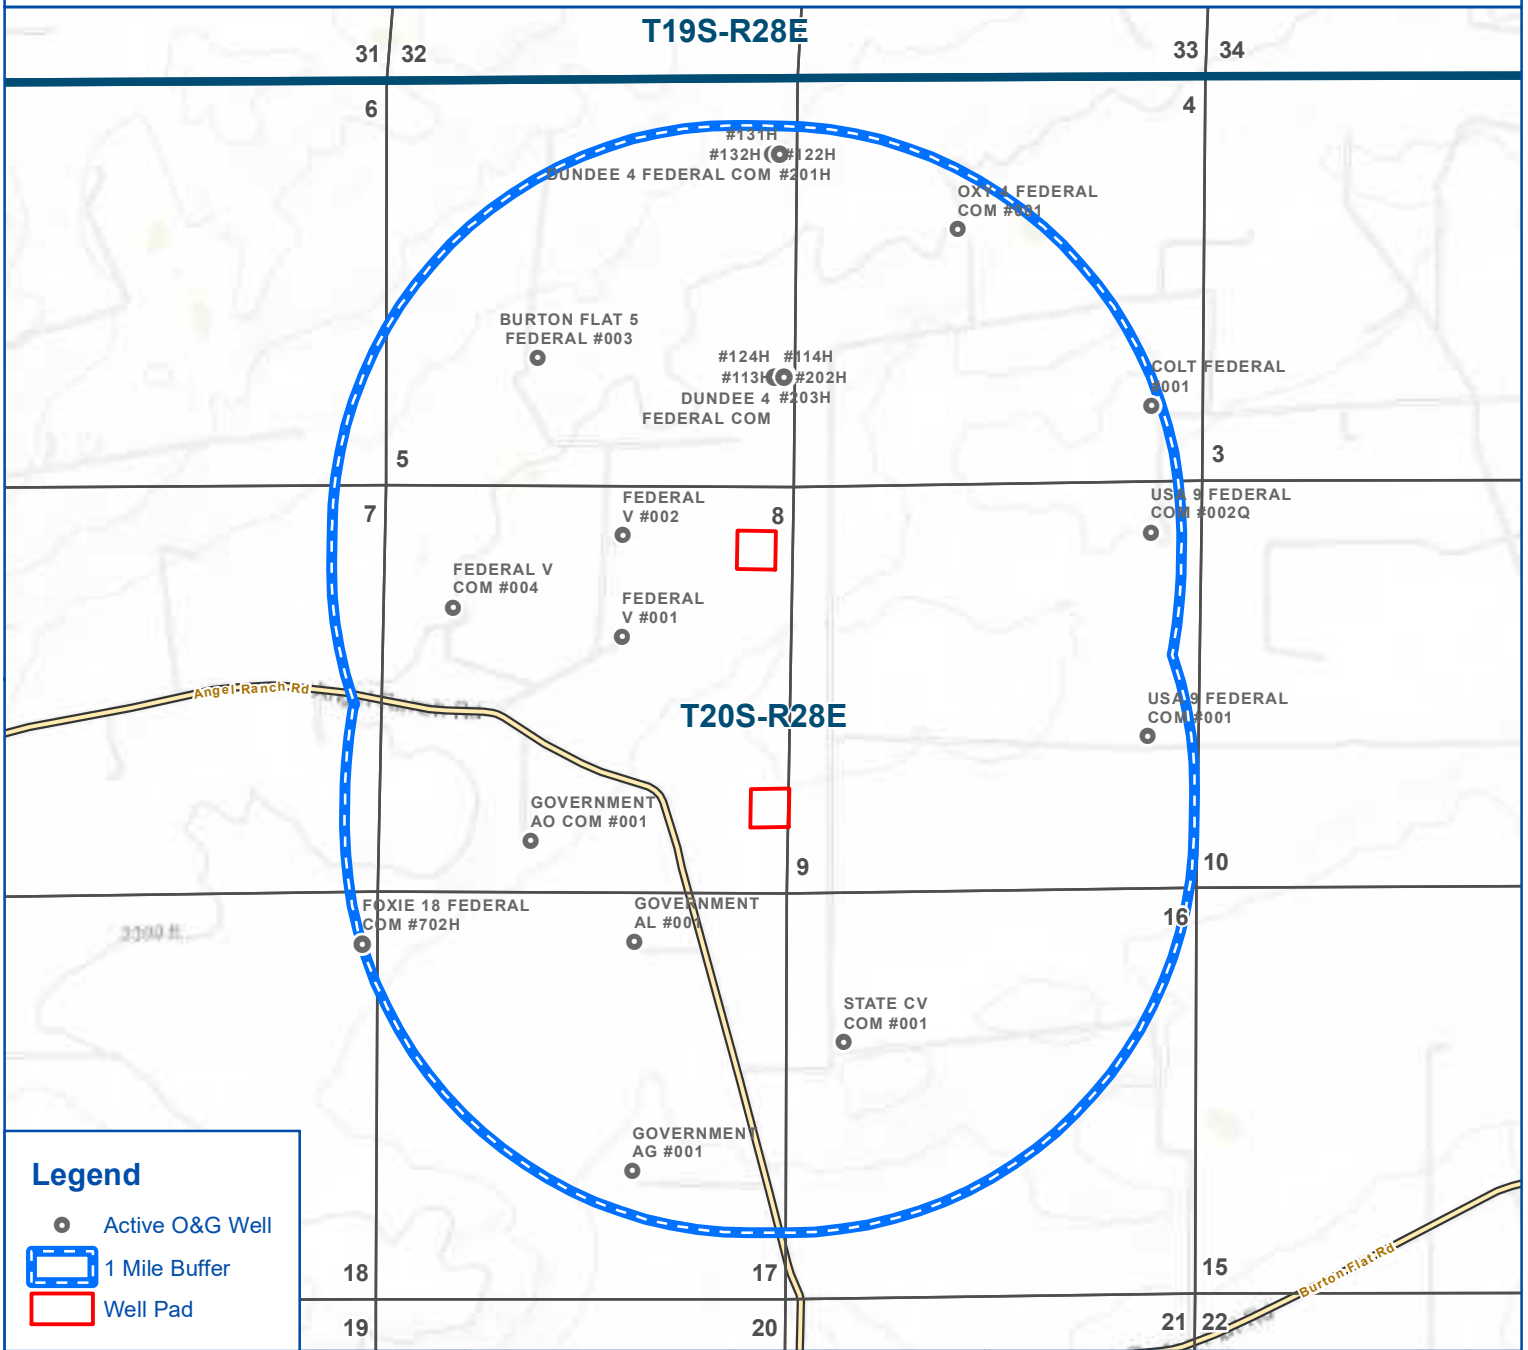 T19S-R28E
31 32
33 34
6
4
#131H
#132H #122H
DUNDEE 4 FEDERAL COM #201H
OXY 4 FEDERAL
COM #001
BURTON FLAT 5
FEDERAL #003
#124H #114H
#113H #202H
DUNDEE 4 #203H
FEDERAL COM
COLT FEDERAL
#001
5
3
7
8
FEDERAL
V #002
USA 9 FEDERAL
COM #002Q
FEDERAL V
COM #004
FEDERAL
V #001
Angel Ranch Rd
T20S-R28E
USA 9 FEDERAL
COM #001
GOVERNMENT
AO COM #001
9
10
FOXIE 18 FEDERAL
COM #702H
GOVERNMENT
AL #001
16
3300 ft
STATE CV
COM #001
GOVERNMENT
AG #001
Legend
Active O&G Well
1 Mile Buffer
Well Pad
18
17
15
Burton Flat Rd
19
20
21 22